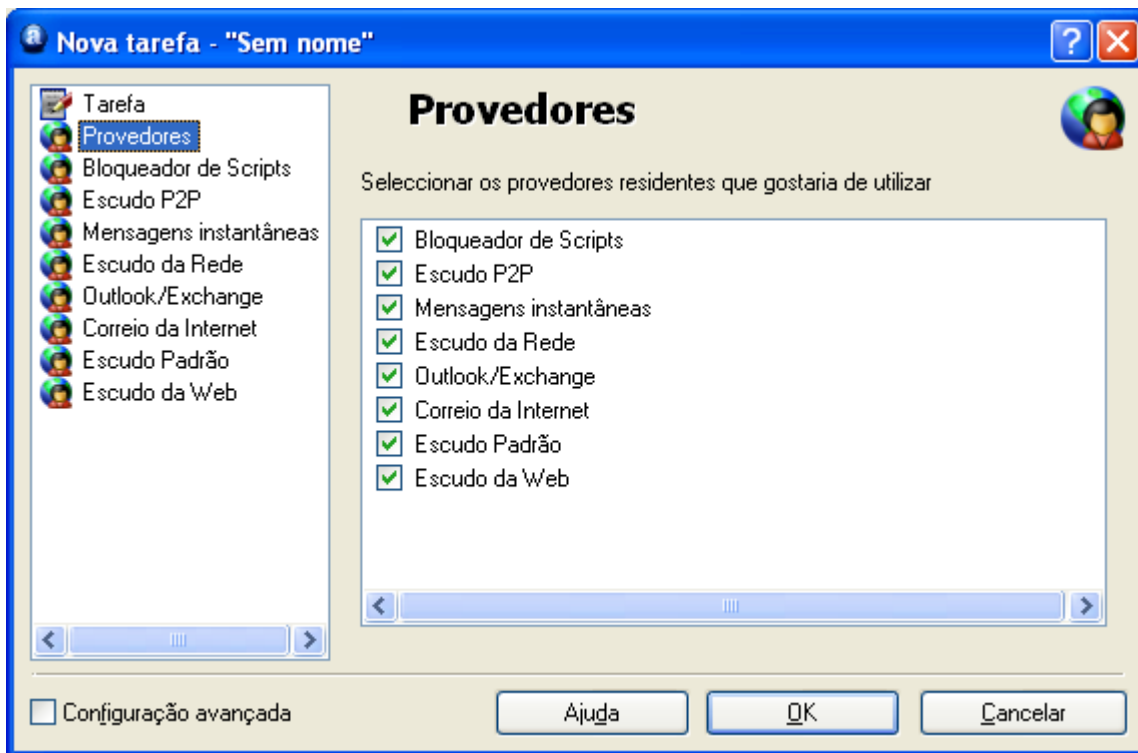 Nova tarefa - "Sem nome"
Tarefa
Provedores
Bloqueador de Scripts
Escudo P2P
Mensagens instantâneas
Escudo da Rede
Outlook/Exchange
Correio da Internet
Escudo Padrão
Escudo da Web
Provedores
Seleccionar os provedores residentes que gostaria de utilizar
Bloqueador de Scripts
Escudo P2P
Mensagens instantâneas
Escudo da Rede
Outlook/Exchange
Correio da Internet
Escudo Padrão
Escudo da Web
Configuração avançada
Ajuda
OK
Cancelar